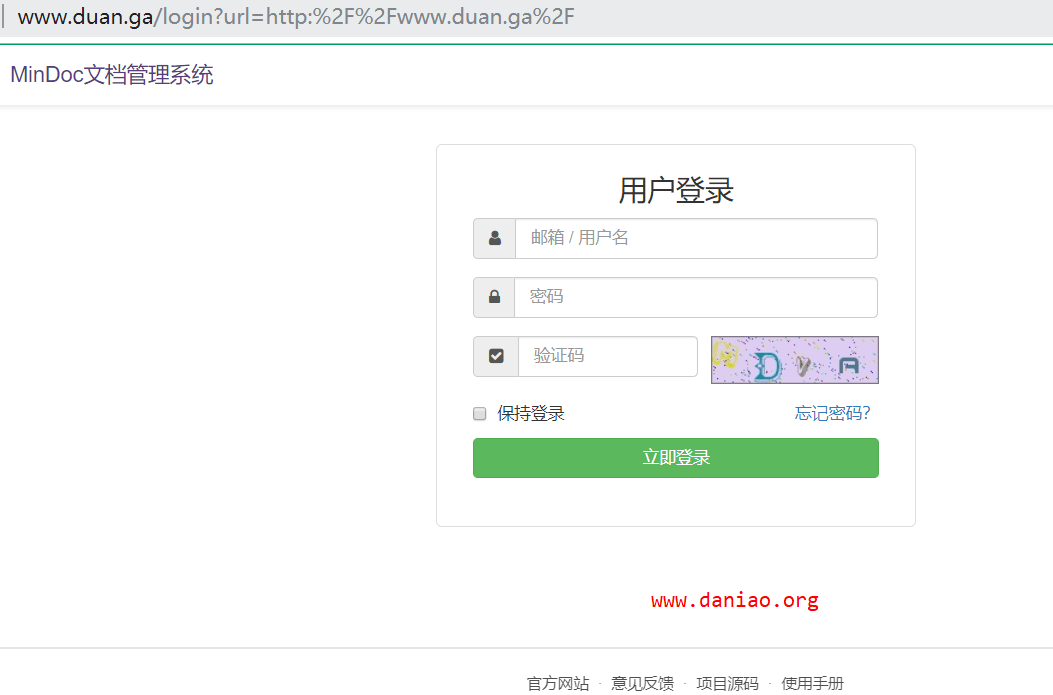 www.duan.ga/login?url=http:%2F%2Fwww.duan.ga%2F
MinDoc文档管理系统
用户登录
邮箱 / 用户名
密码
验证码
保持登录 忘记密码?
立即登录
www.daniao.org
官方网站 · 意见反馈 · 项目源码 · 使用手册